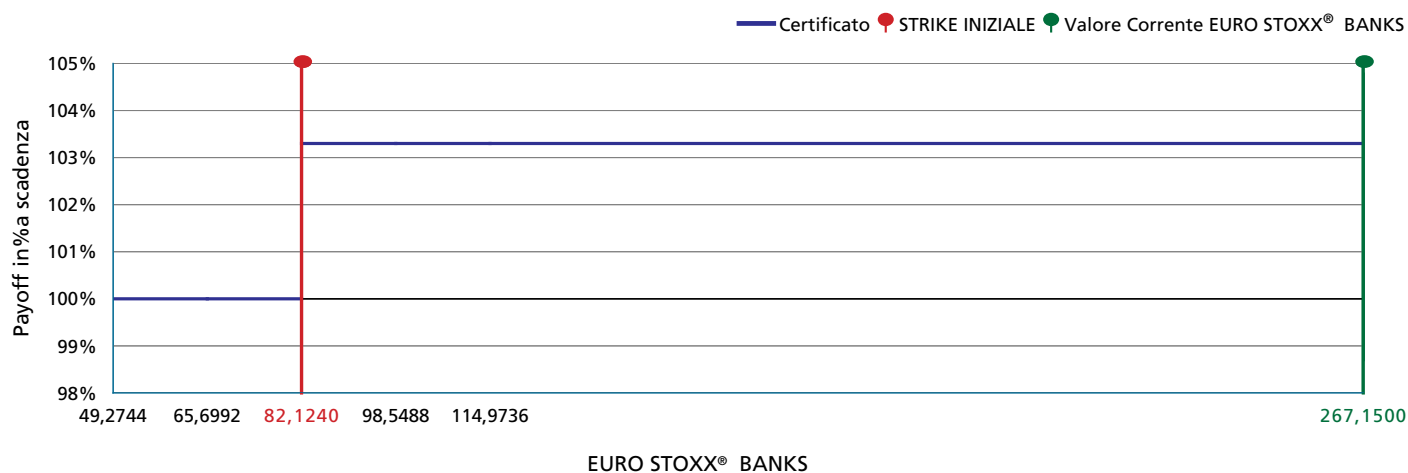 Certificato STRIKE INIZIALE Valore Corrente EURO STOXX® BANKS
105%
104%
103%
102%
101%
100%
99%
98%
Payoff in%a scadenza
49,2744 65,6992 82,1240 98,5488 114,9736 267,1500
EURO STOXX® BANKS